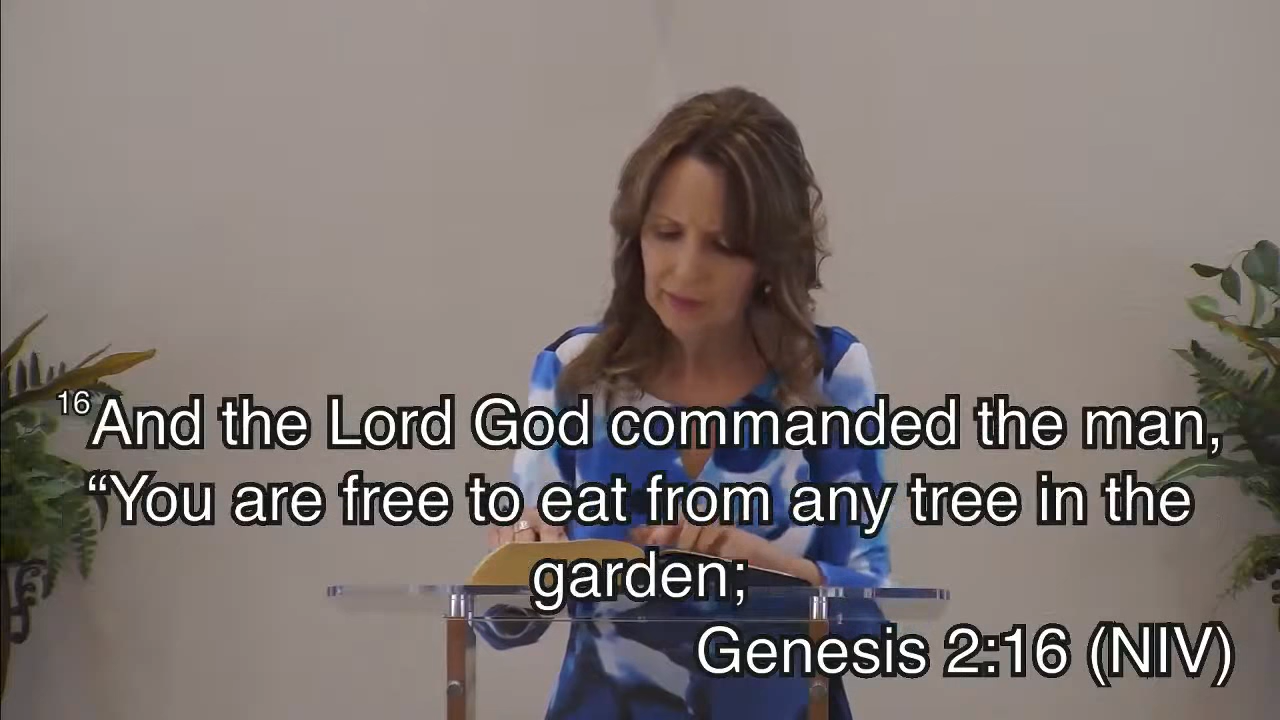 16And the Lord God commanded the man,
“You are free to eat from any tree in the
garden;
Genesis 2:16 (NIV)